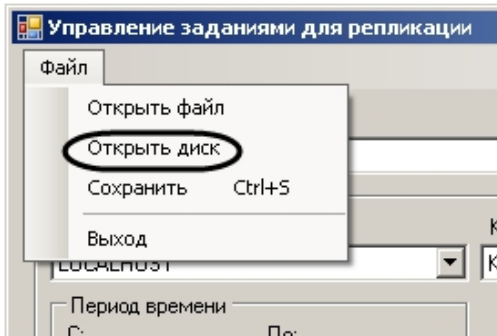 Управление заданиями для репликации
Файл
Открыть файл
Открыть диск
Сохранить Ctrl+S
Выход
LOCALHOST
Период времени
С: По: